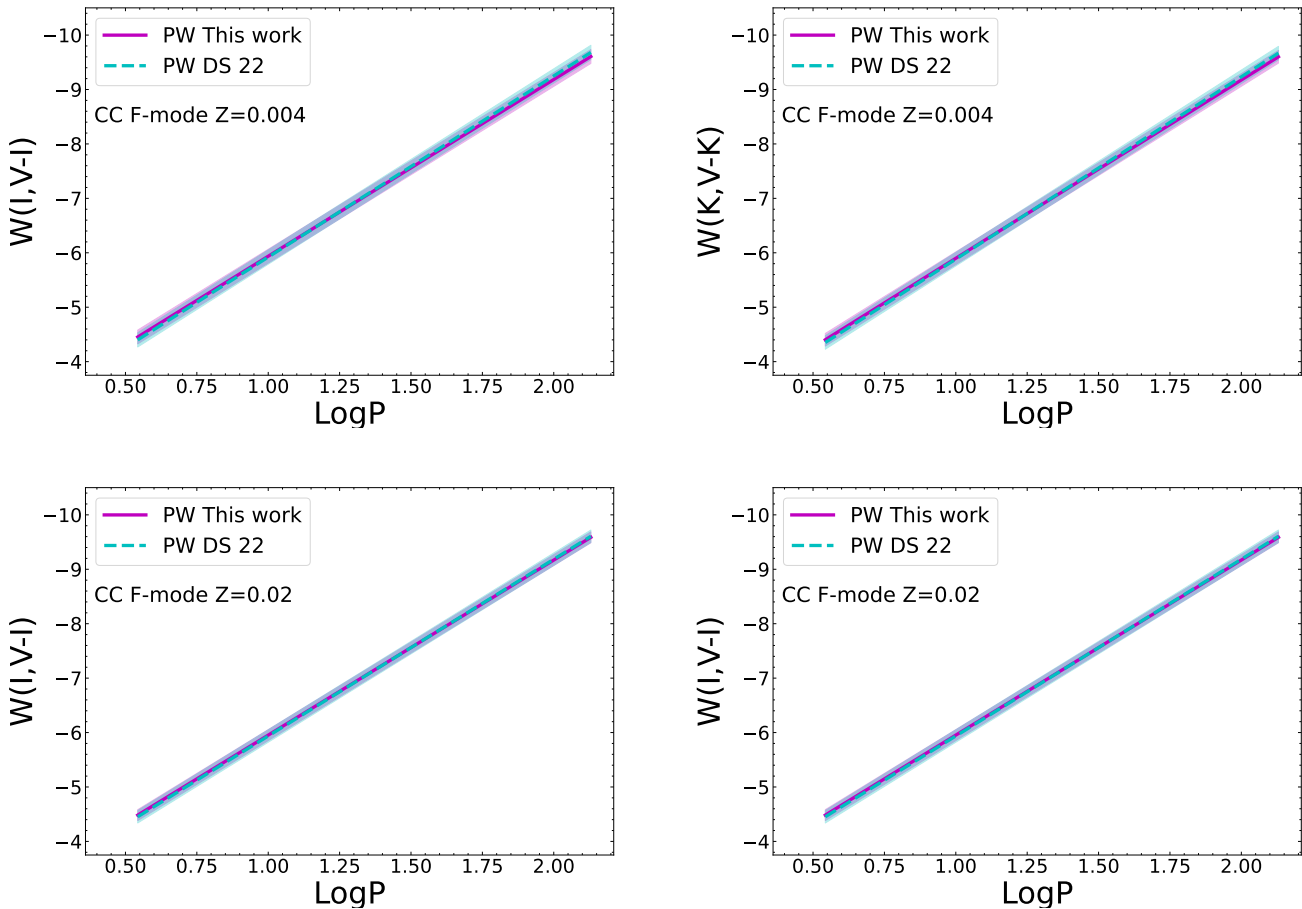 PW This work
PW DS 22
CC F-mode Z=0.004
W(I,V-I)
−10
−9
−8
−7
−6
−5
−4
0.50 0.75 1.00 1.25 1.50 1.75 2.00
LogP
PW This work
PW DS 22
CC F-mode Z=0.004
W(K,V-K)
−10
−9
−8
−7
−6
−5
−4
0.50 0.75 1.00 1.25 1.50 1.75 2.00
LogP
PW This work
PW DS 22
CC F-mode Z=0.02
W(I,V-I)
−10
−9
−8
−7
−6
−5
−4
0.50 0.75 1.00 1.25 1.50 1.75 2.00
LogP
PW This work
PW DS 22
CC F-mode Z=0.02
W(I,V-I)
−10
−9
−8
−7
−6
−5
−4
0.50 0.75 1.00 1.25 1.50 1.75 2.00
LogP